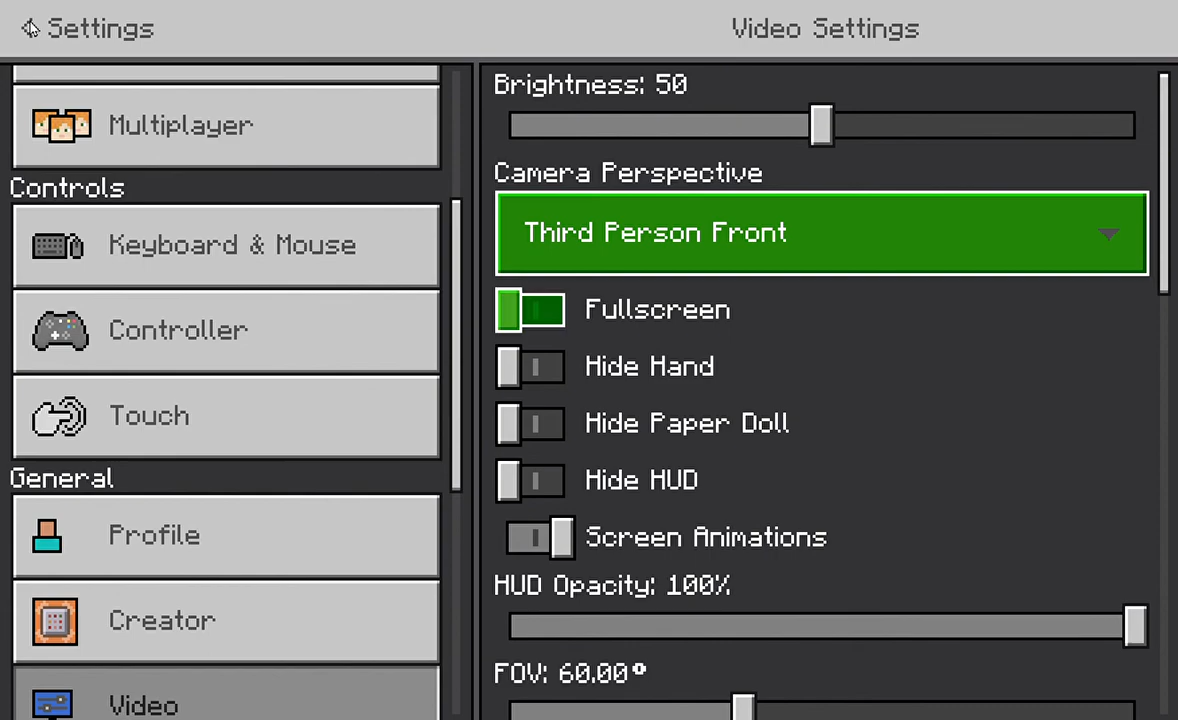 Settings
Video Settings
Multiplayer
Controls
Keyboard & Mouse
Controller
Touch
General
Profile
Creator
Video
Brightness: 50
Camera Perspective
Third Person Front
Fullscreen
Hide Hand
Hide Paper Doll
Hide HUD
Screen Animations
HUD Opacity: 100%
FOV: 60.00°